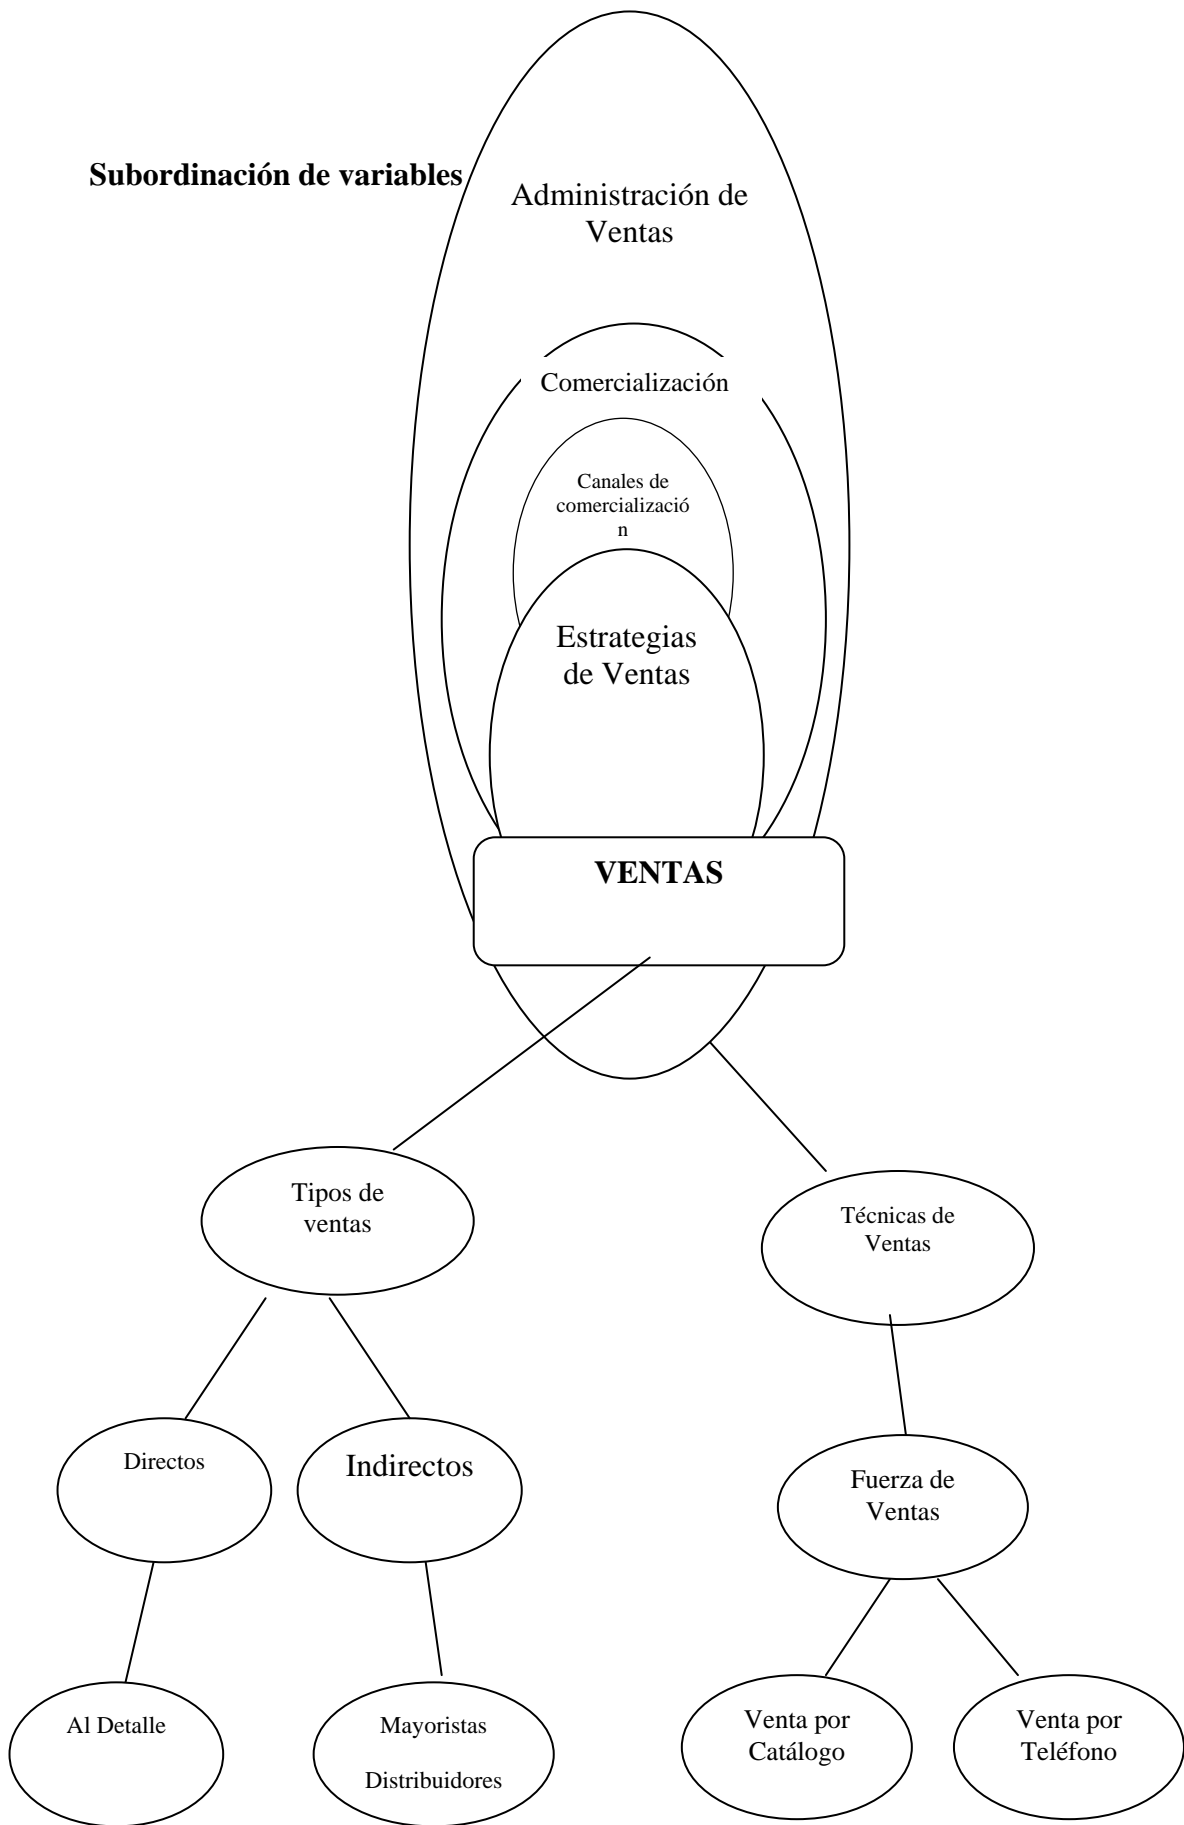 Subordinación de variables
Administración de
Ventas
Comercialización
Canales de
comercializació
n
Estrategias
de Ventas
VENTAS
Tipos de
ventas
Técnicas de
Ventas
Directos
Indirectos
Fuerza de
Ventas
Al Detalle
Mayoristas
Distribuidores
Venta por
Catálogo
Venta por
Teléfono